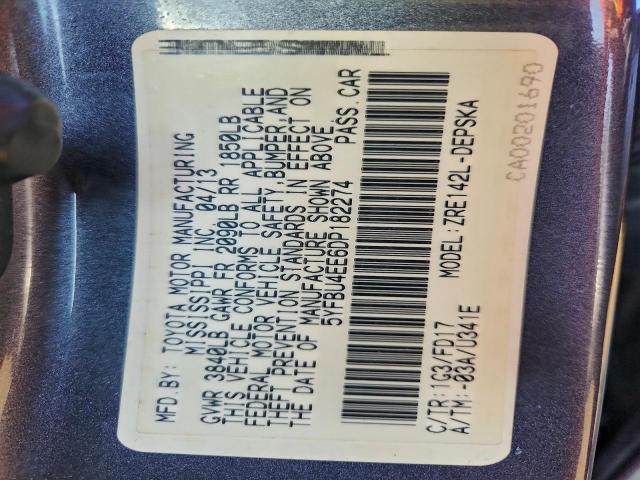 MFD. BY: TOYOTA MOTOR MANUFACTURING
MISSISSIPPI INC. 04/13
GVWR 3840LB GAWR FR 2090LB RR 1850LB
THIS VEHICLE CONFORMS TO ALL APPLICABLE
FEDERAL MOTOR VEHICLE SAFETY, BUMPER AND
THEFT PREVENTION STANDARDS IN EFFECT ON
THE DATE OF MANUFACTURE SHOWN ABOVE.
5YFBU4EE6DP182274 PASS. CAR
C/TR:1G3/FD17 MODEL:ZRE142L-DEPSKA
A/TM:-03A/U341E
CA00201690